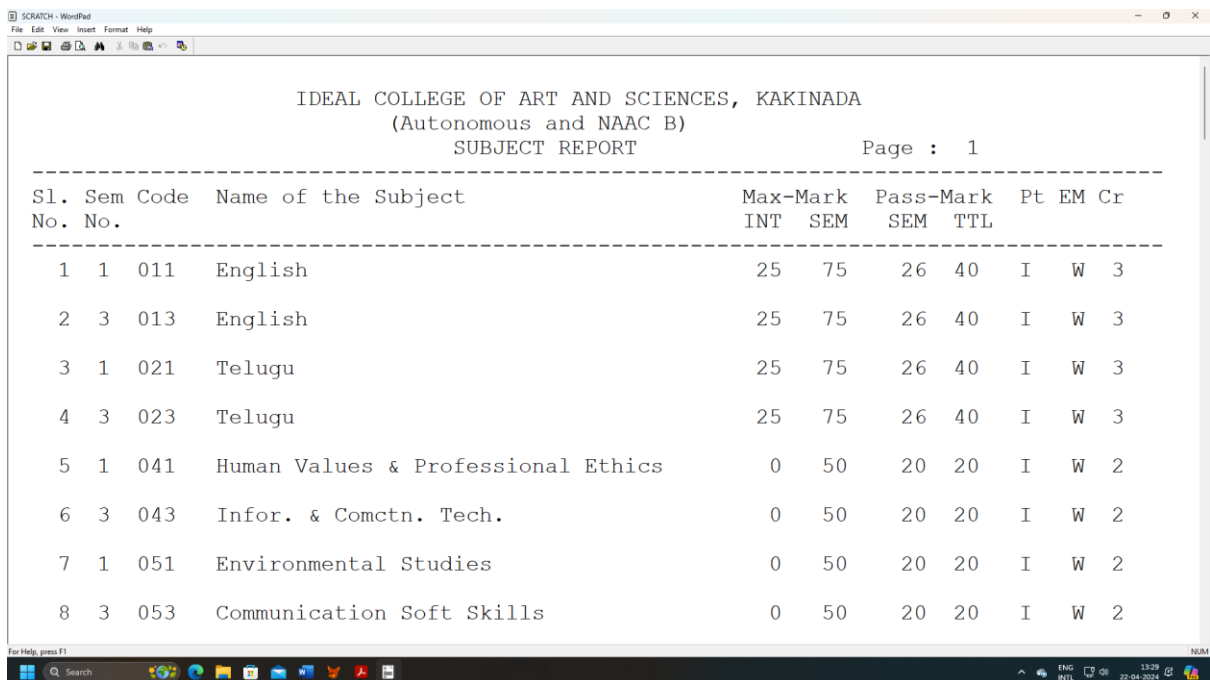 SCRATCH - WordPad
File Edit View Insert Format Help
IDEAL COLLEGE OF ART AND SCIENCES, KAKINADA
(Autonomous and NAAC B)
SUBJECT REPORT Page : 1
Sl. Sem Code Name of the Subject Max-Mark Pass-Mark Pt EM Cr
No. No. INT SEM SEM TTL
1 1 011 English 25 75 26 40 I W 3
2 3 013 English 25 75 26 40 I W 3
3 1 021 Telugu 25 75 26 40 I W 3
4 3 023 Telugu 25 75 26 40 I W 3
5 1 041 Human Values & Professional Ethics 0 50 20 20 I W 2
6 3 043 Infor. & Comctn. Tech. 0 50 20 20 I W 2
7 1 051 Environmental Studies 0 50 20 20 I W 2
8 3 053 Communication Soft Skills 0 50 20 20 I W 2
For Help, press F1 NUM
Search ENG 13:29
INTL 22-04-2024